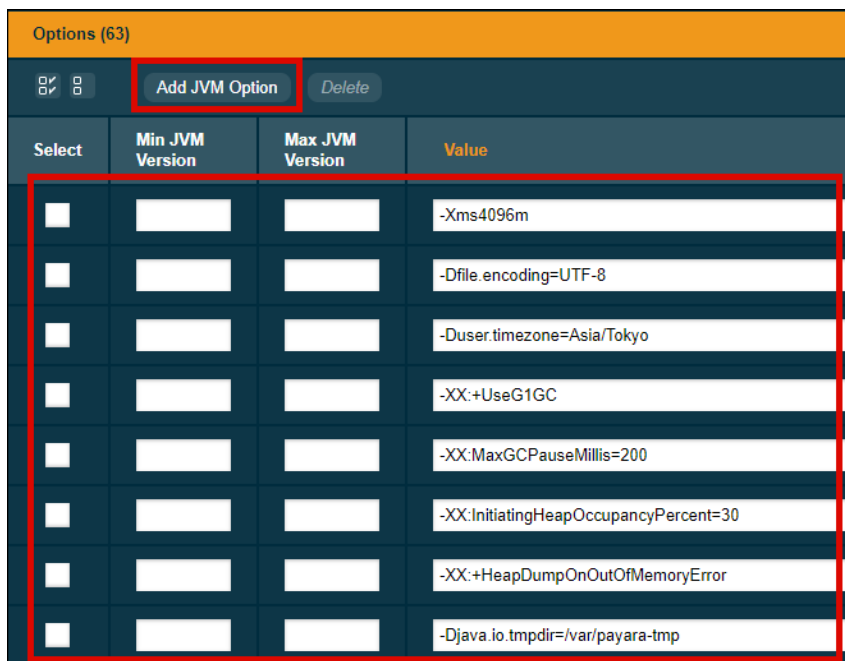 Options (63)
Add JVM Option Delete
Select Min JVM Version Max JVM Version Value
-Xms4096m
-Dfile.encoding=UTF-8
-Duser.timezone=Asia/Tokyo
-XX:+UseG1GC
-XX:MaxGCPauseMillis=200
-XX:InitiatingHeapOccupancyPercent=30
-XX:+HeapDumpOnOutOfMemoryError
-Djava.io.tmpdir=/var/payara-tmp